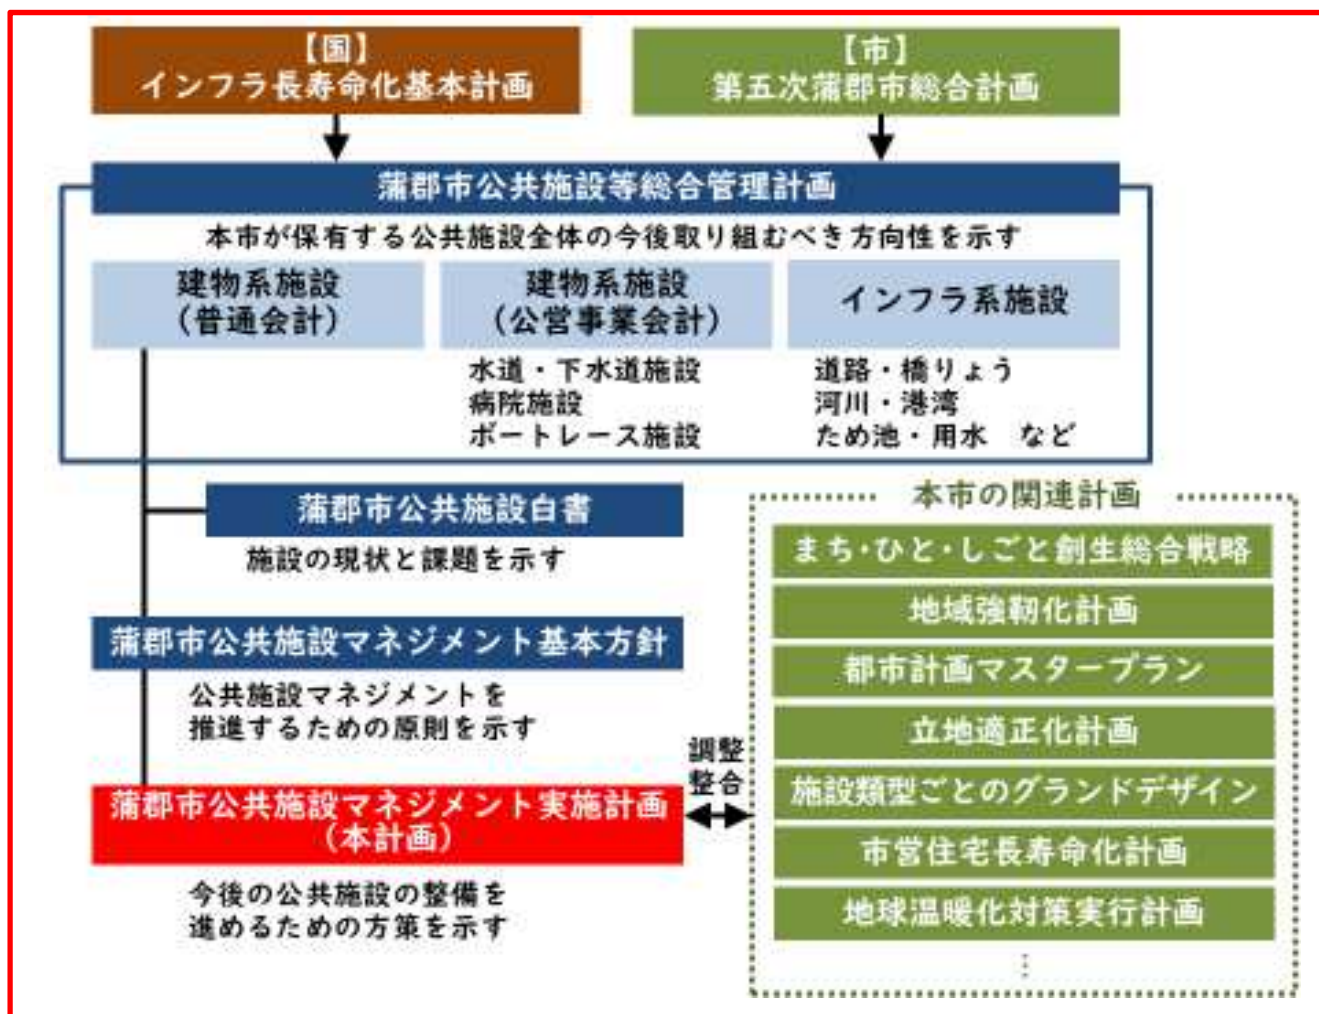 【国】
インフラ長寿命化基本計画
【市】
第五次蒲郡市総合計画
蒲郡市公共施設等総合管理計画
本市が保有する公共施設全体の今後取り組むべき方向性を示す
建物系施設
（普通会計）
建物系施設
（公営事業会計）
水道・下水道施設
病院施設
ボートレース施設
インフラ系施設
道路・橋りょう
河川・港湾
ため池・用水　など
蒲郡市公共施設白書
施設の現状と課題を示す
蒲郡市公共施設マネジメント基本方針
公共施設マネジメントを
推進するための原則を示す
蒲郡市公共施設マネジメント実施計画
（本計画）
今後の公共施設の整備を
進めるための方策を示す
調整
整合
本市の関連計画
まち・ひと・しごと創生総合戦略
地域強靭化計画
都市計画マスタープラン
立地適正化計画
施設類型ごとのグランドデザイン
市営住宅長寿命化計画
地球温暖化対策実行計画
⋮